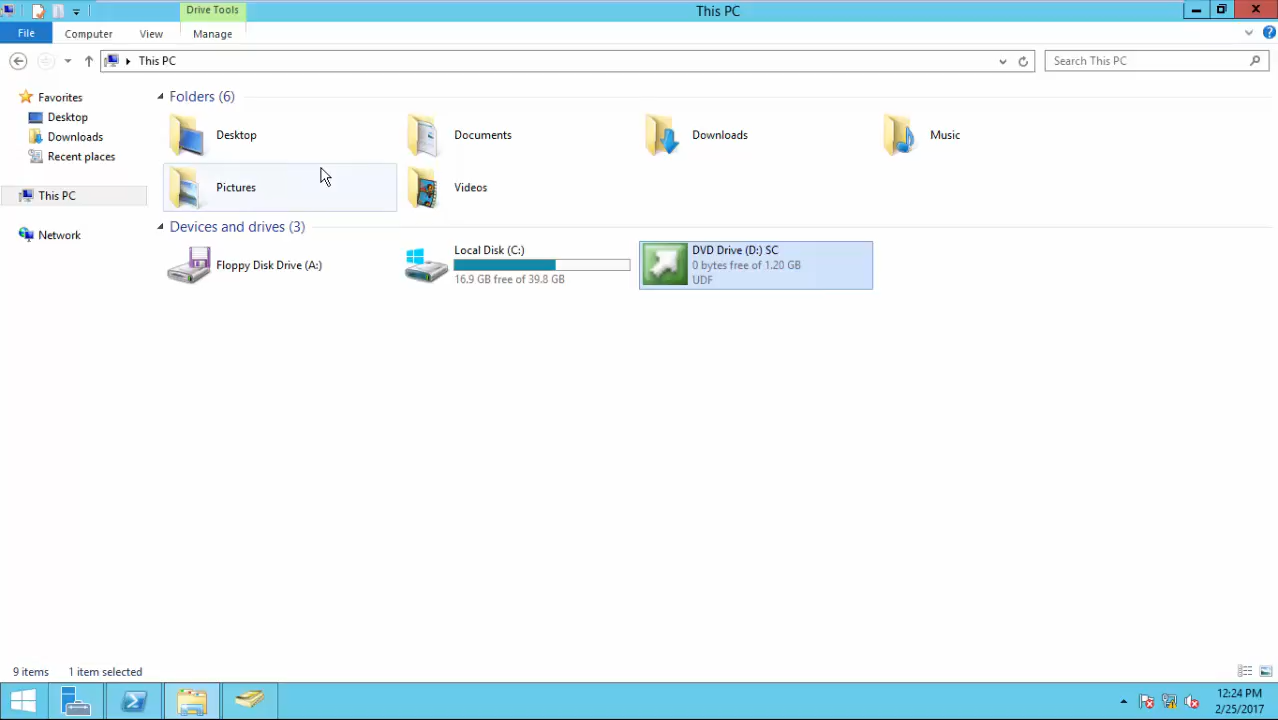 Drive Tools
This PC
File
Computer
View
Manage
This PC
Search This PC
Favorites
Desktop
Downloads
Recent places
This PC
Network
Folders (6)
Desktop
Documents
Downloads
Music
Pictures
Videos
Devices and drives (3)
Floppy Disk Drive (A:)
Local Disk (C:)
16.9 GB free of 39.8 GB
DVD Drive (D:) SC
0 bytes free of 1.20 GB
UDF
9 items
1 item selected
12:24 PM
2/25/2017